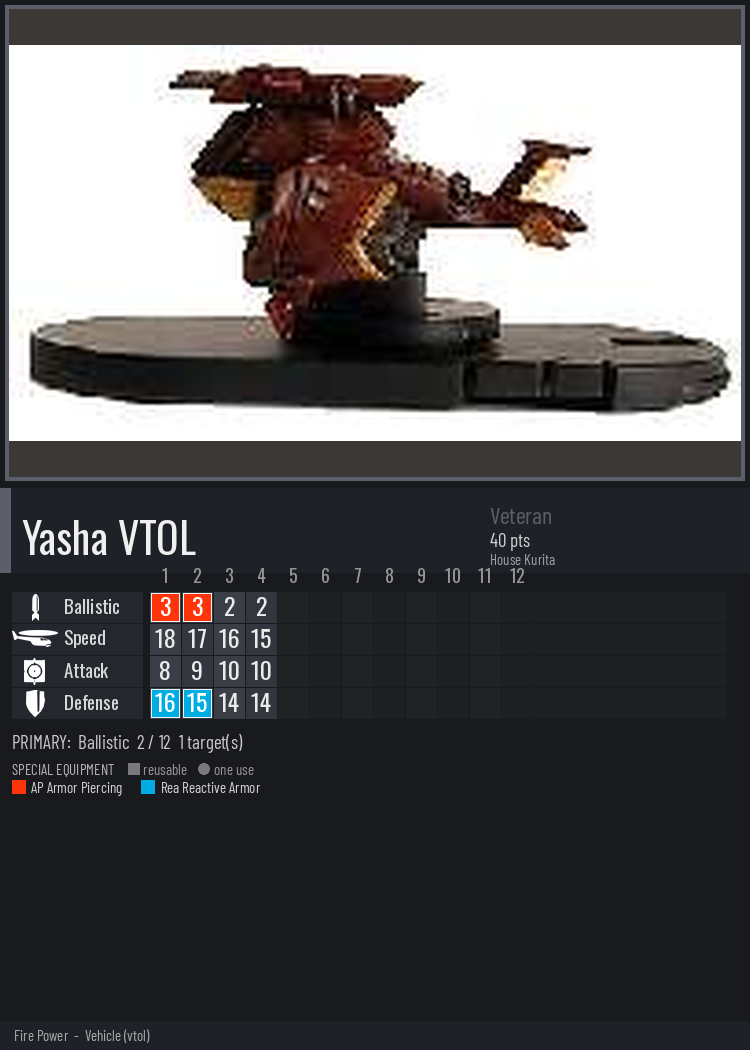 Yasha VTOL
Veteran
40 pts
House Kurita
1 2 3 4 5 6 7 8 9 10 11 12
Ballistic 3 3 2 2
Speed 18 17 16 15
Attack 8 9 10 10
Defense 16 15 14 14
PRIMARY: Ballistic 2 / 12 1 target(s)
SPECIAL EQUIPMENT reusable one use
AP Armor Piercing Rea Reactive Armor
Fire Power - Vehicle (vtol)